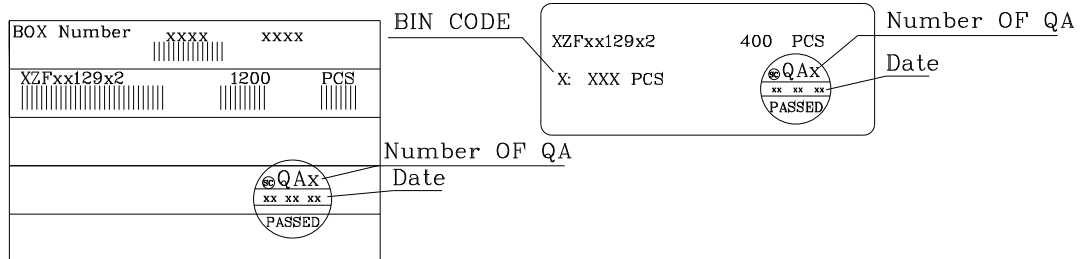 BOX Number xxxx xxxx
XZFxx129x2 1200 PCS
Number OF QA
Date
QAx
xx xx xx
PASSED
BIN CODE
XZFxx129x2 400 PCS
X: XXX PCS
Number OF QA
Date
QAx
xx xx xx
PASSED